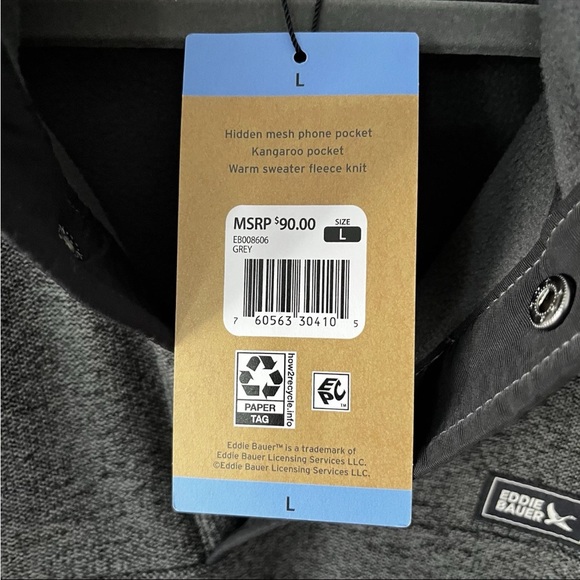 L
Hidden mesh phone pocket
Kangaroo pocket
Warm sweater fleece knit
MSRP $90.00
SIZE
L
EB008606
GREY
7 60563 30410 5
how2recycle.info
PAPER
TAG
EPC™
Eddie Bauer™ is a trademark of
Eddie Bauer Licensing Services LLC.
©Eddie Bauer Licensing Services LLC.
L
EDDIE
BAUER